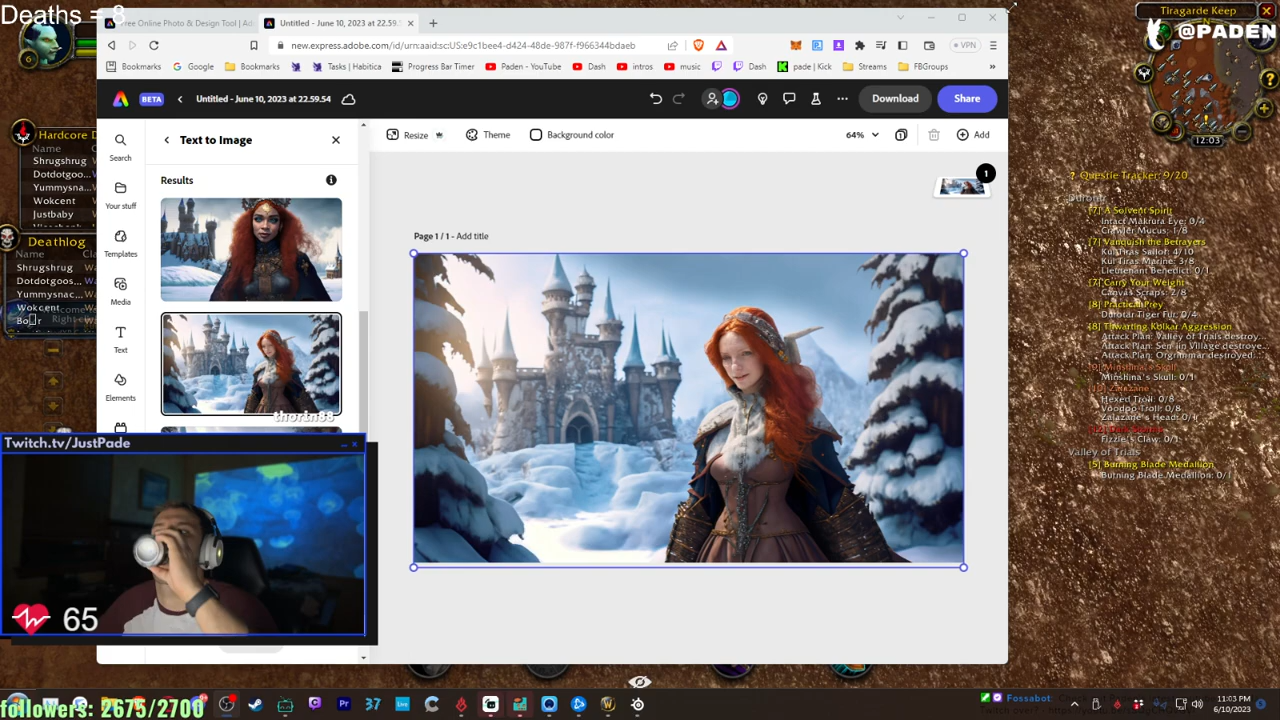 Deaths = 8
Free Online Photo & Design Tool | Ad
Untitled - June 10, 2023 at 22.59.5
new.express.adobe.com/id/urn:aaid:sc:US:e9c1bee4-d424-48de-987f-f966344bdaeb
VPN
Bookmarks
Google
Bookmarks
Tasks | Habitica
Progress Bar Timer
Paden - YouTube
Dash
intros
music
Dash
pade | Kick
Streams
FBGroups
BETA
Untitled - June 10, 2023 at 22.59.54
Download
Share
Text to Image
Resize
Theme
Background color
64%
Add
Search
Your stuff
Templates
Media
Text
Elements
Results
1
Page 1 / 1 - Add title
thorin88
6
Hardcore D
Shrugshrug
Dotdotgoo...
Yummysna...
Wokcent
Justbaby
Deathlog
Name
Shrugshrug
Dotdotgoos...
Yummysnac...
Wokcent
Twitch.tv/JustPade
65
followers: 2675/2700
Tiragarde Keep
@PADEN
12:03
Questie Tracker: 9/20
Durotar
[7] A Solvent Spirit
Intact Makrura Eye: 0/4
Crawler Mucus: 1/8
[7] Vanquish the Betrayers
Kul Tiras Sailor: 4/10
Kul Tiras Marine: 3/8
Lieutenant Benedict: 0/1
[7] Carry Your Weight
Canvas Scraps: 2/8
[8] Practical Prey
Durotar Tiger Fur: 0/4
[8] Thwarting Kolkar Aggression
Attack Plan: Valley of Trials destroy...
Attack Plan: Sen'jin Village destroye...
Attack Plan: Orgrimmar destroyed...
Minshina's Skull
Minshina's Skull: 0/1
Zalazane
Hexed Troll: 0/8
Voodoo Troll: 0/8
Zalazane's Head: 0/1
Fizzle's Claw: 0/1
Valley of Trials
[5] Burning Blade Medallion
Burning Blade Medallion: 0/1
Fossabot:
11:03 PM
6/10/2023